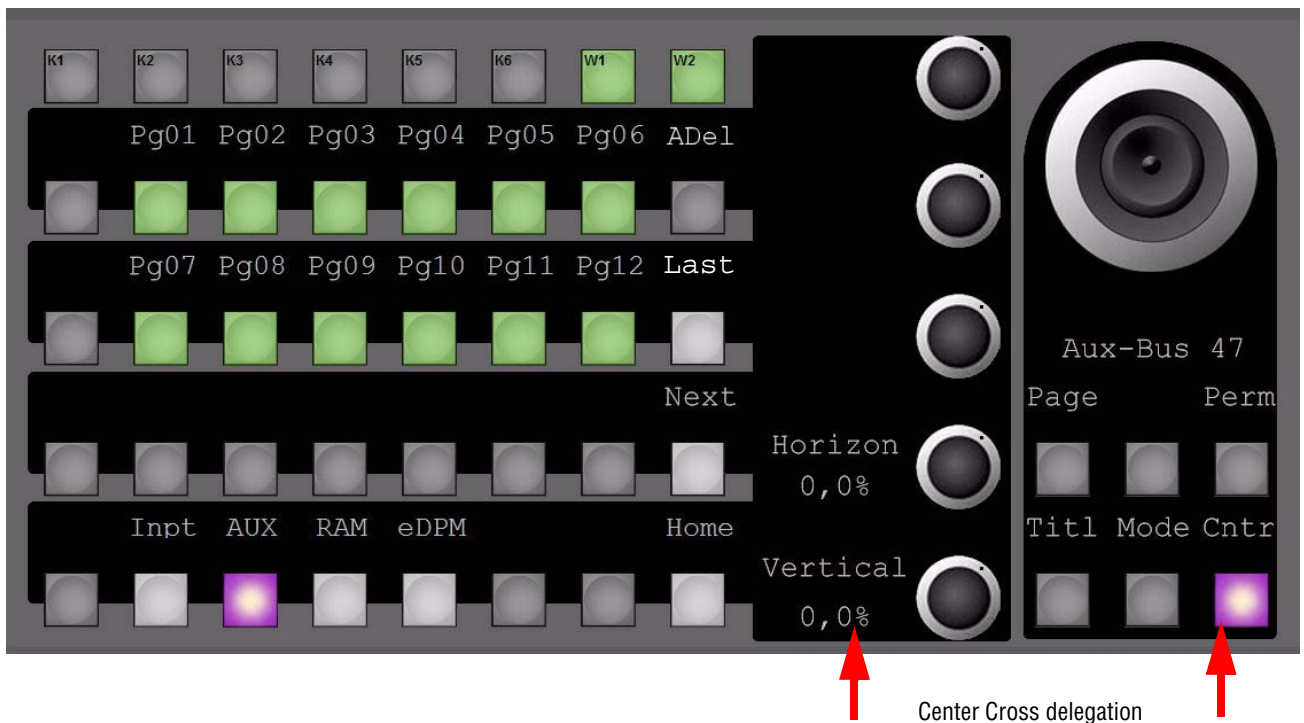 K1 K2 K3 K4 K5 K6 W1 W2
Pg01 Pg02 Pg03 Pg04 Pg05 Pg06 ADel
Pg07 Pg08 Pg09 Pg10 Pg11 Pg12 Last
Next
Inpt AUX RAM eDPM Home
Horizon
0,0%
Vertical
0,0%
Aux-Bus 47
Page Perm
Titl Mode Cntr
Center Cross delegation